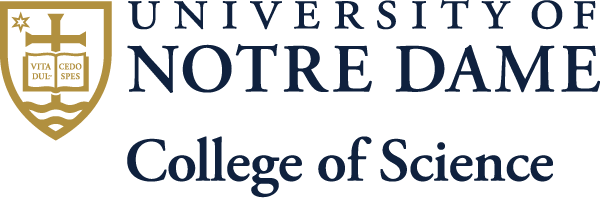 UNIVERSITY OF
NOTRE DAME
VITA CEDO
DUL- SPES
College of Science